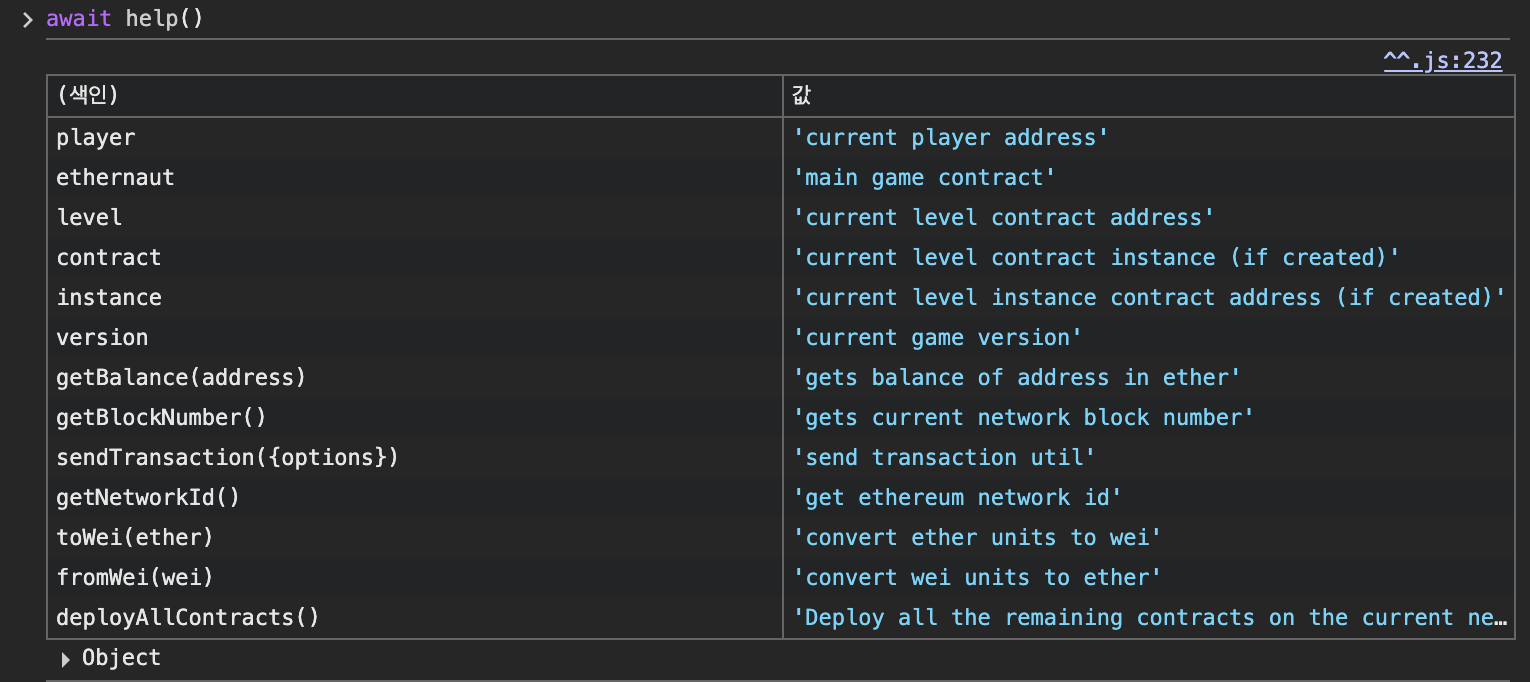 > await help()
^^.js:232
(색인) 값
player 'current player address'
ethernaut 'main game contract'
level 'current level contract address'
contract 'current level contract instance (if created)'
instance 'current level instance contract address (if created)'
version 'current game version'
getBalance(address) 'gets balance of address in ether'
getBlockNumber() 'gets current network block number'
sendTransaction({options}) 'send transaction util'
getNetworkId() 'get ethereum network id'
toWei(ether) 'convert ether units to wei'
fromWei(wei) 'convert wei units to ether'
deployAllContracts() 'Deploy all the remaining contracts on the current ne…
Object